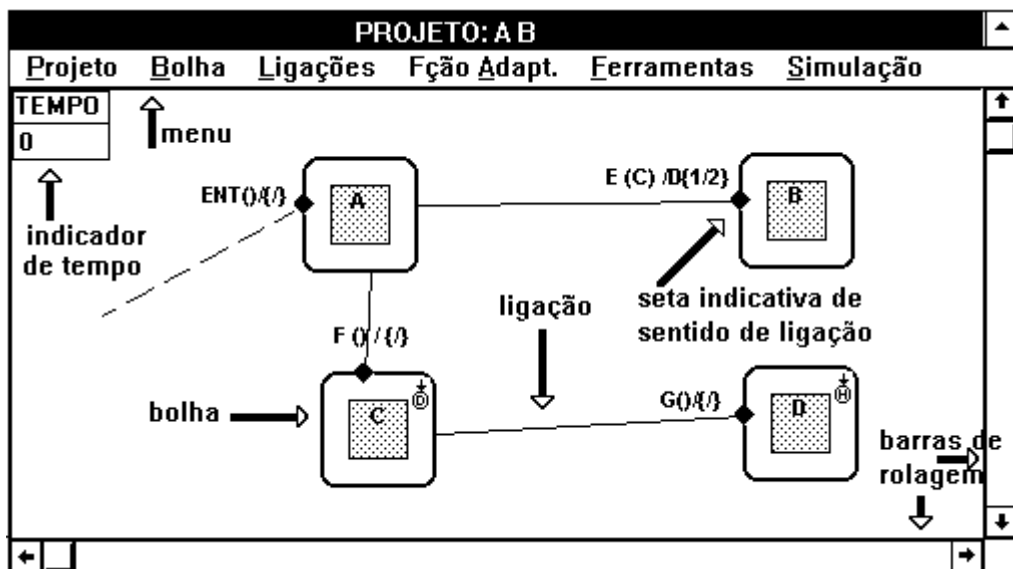 PROJETO: A B
Projeto Bolha Ligações Fção Adapt. Ferramentas Simulação
TEMPO
0
menu
indicador
de tempo
ENT()/{/}
A
E (C) /D{1/2}
B
ligação
seta indicativa de
sentido de ligação
F () / {/}
bolha
C
O
G()/{/}
D
H
barras de
rolagem